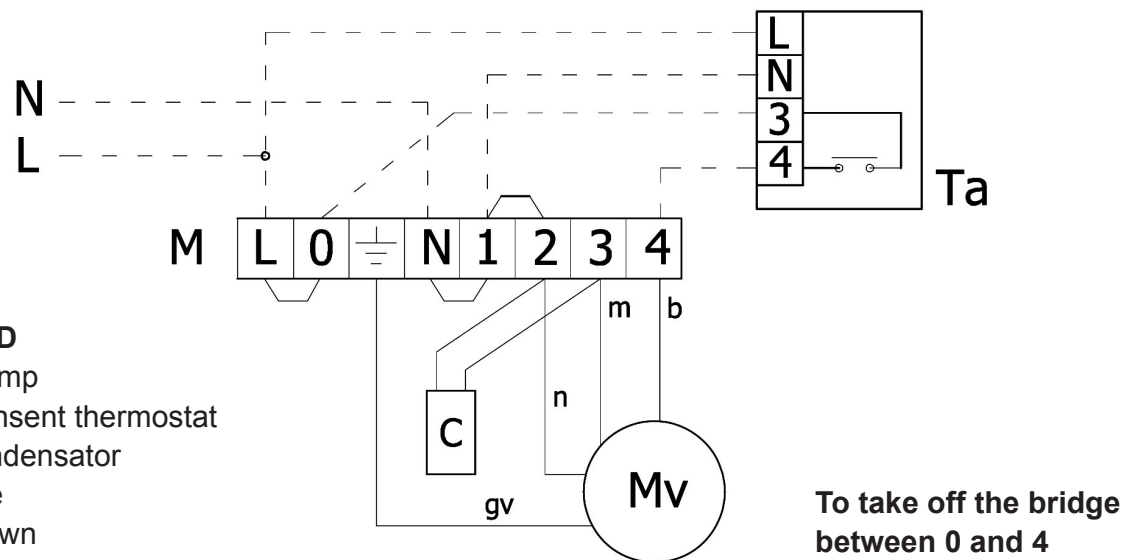 L
N
N
3
L
4
Ta
M L 0 N 1 2 3 4
m b
D
mp
nsent thermostat
n
ndensator
C
e
Mv
gv
wn
To take off the bridge
between 0 and 4